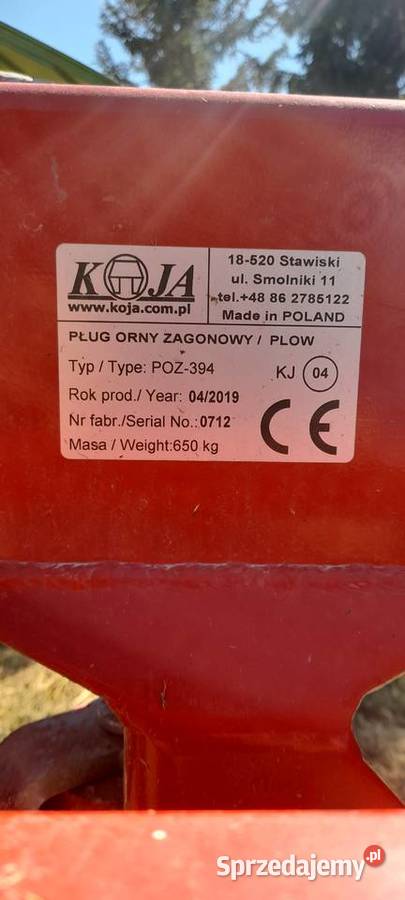 KOJA
www.koja.com.pl
18-520 Stawiski
ul. Smolniki 11
tel.+48 86 2785122
Made in POLAND
PŁUG ORNY ZAGONOWY / PLOW
Typ / Type: POZ-394
KJ 04
Rok prod./ Year: 04/2019
Nr fabr./Serial No.:0712
CE
Masa / Weight:650 kg
Sprzedajemy.pl